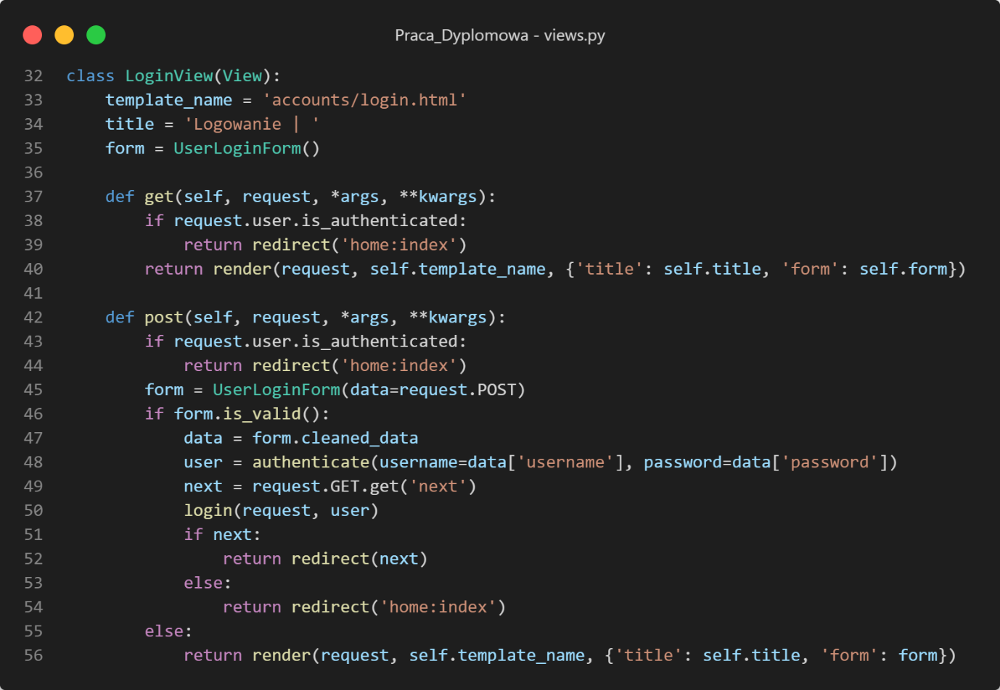 Praca_Dyplomowa - views.py
32 class LoginView(View):
33     template_name = 'accounts/login.html'
34     title = 'Logowanie | '
35     form = UserLoginForm()
36
37     def get(self, request, *args, **kwargs):
38         if request.user.is_authenticated:
39             return redirect('home:index')
40         return render(request, self.template_name, {'title': self.title, 'form': self.form})
41
42     def post(self, request, *args, **kwargs):
43         if request.user.is_authenticated:
44             return redirect('home:index')
45         form = UserLoginForm(data=request.POST)
46         if form.is_valid():
47             data = form.cleaned_data
48             user = authenticate(username=data['username'], password=data['password'])
49             next = request.GET.get('next')
50             login(request, user)
51             if next:
52                 return redirect(next)
53             else:
54                 return redirect('home:index')
55         else:
56             return render(request, self.template_name, {'title': self.title, 'form': form})